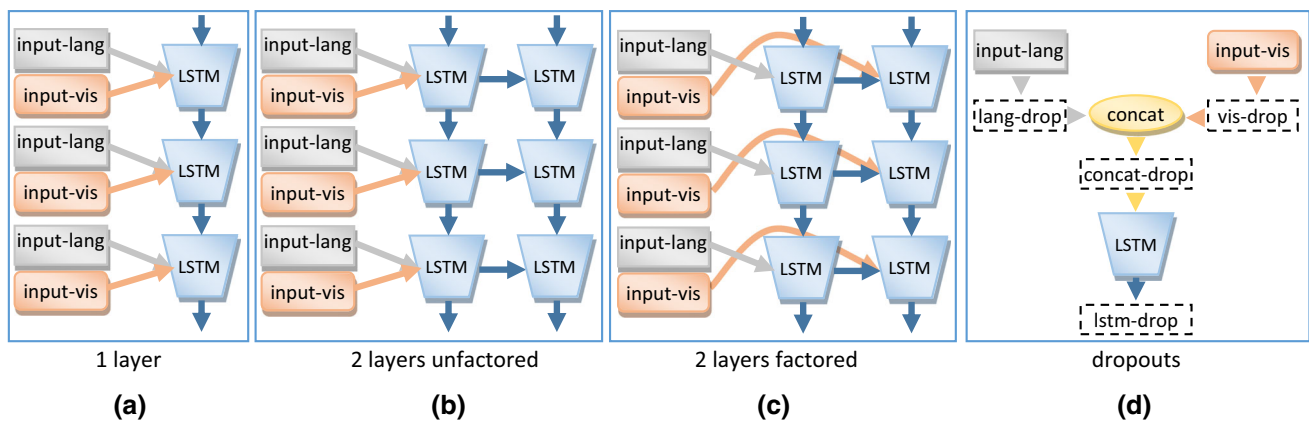 input-lang
input-vis
LSTM
input-lang
input-vis
LSTM
input-lang
input-vis
LSTM
1 layer
(a)
input-lang
input-vis
LSTM
LSTM
input-lang
input-vis
LSTM
LSTM
input-lang
input-vis
LSTM
LSTM
2 layers unfactored
(b)
input-lang
input-vis
LSTM
LSTM
input-lang
input-vis
LSTM
LSTM
input-lang
input-vis
LSTM
LSTM
2 layers factored
(c)
input-lang
input-vis
lang-drop
concat
vis-drop
concat-drop
LSTM
lstm-drop
dropouts
(d)